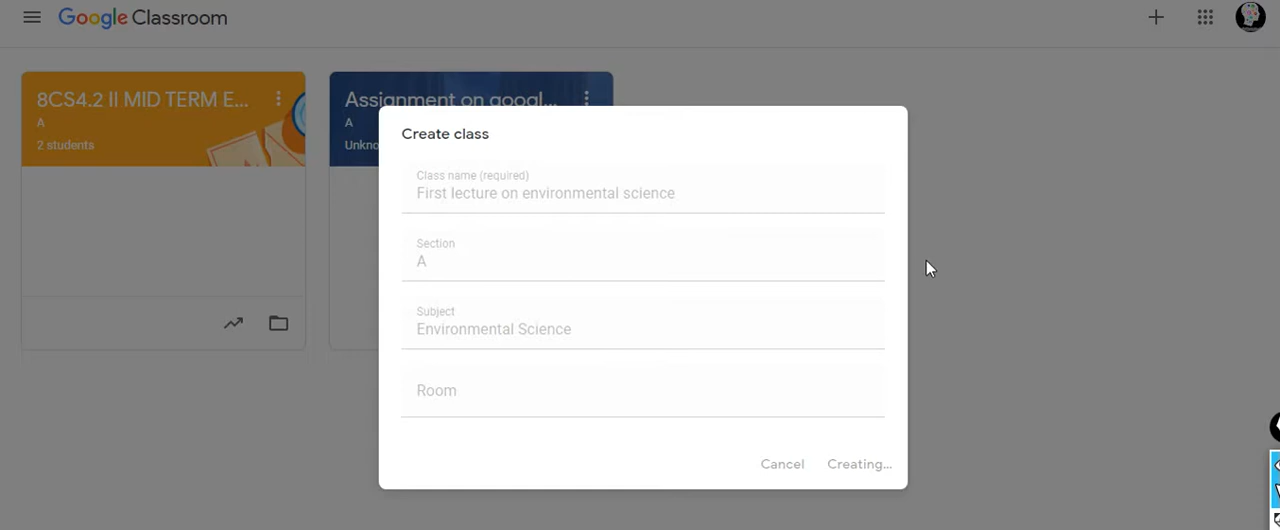 Google Classroom
8CS4.2 II MID TERM E...
A
2 students
Assignment on googl...
A
Unkno
Create class
Class name (required)
First lecture on environmental science
Section
A
Subject
Environmental Science
Room
Cancel Creating...